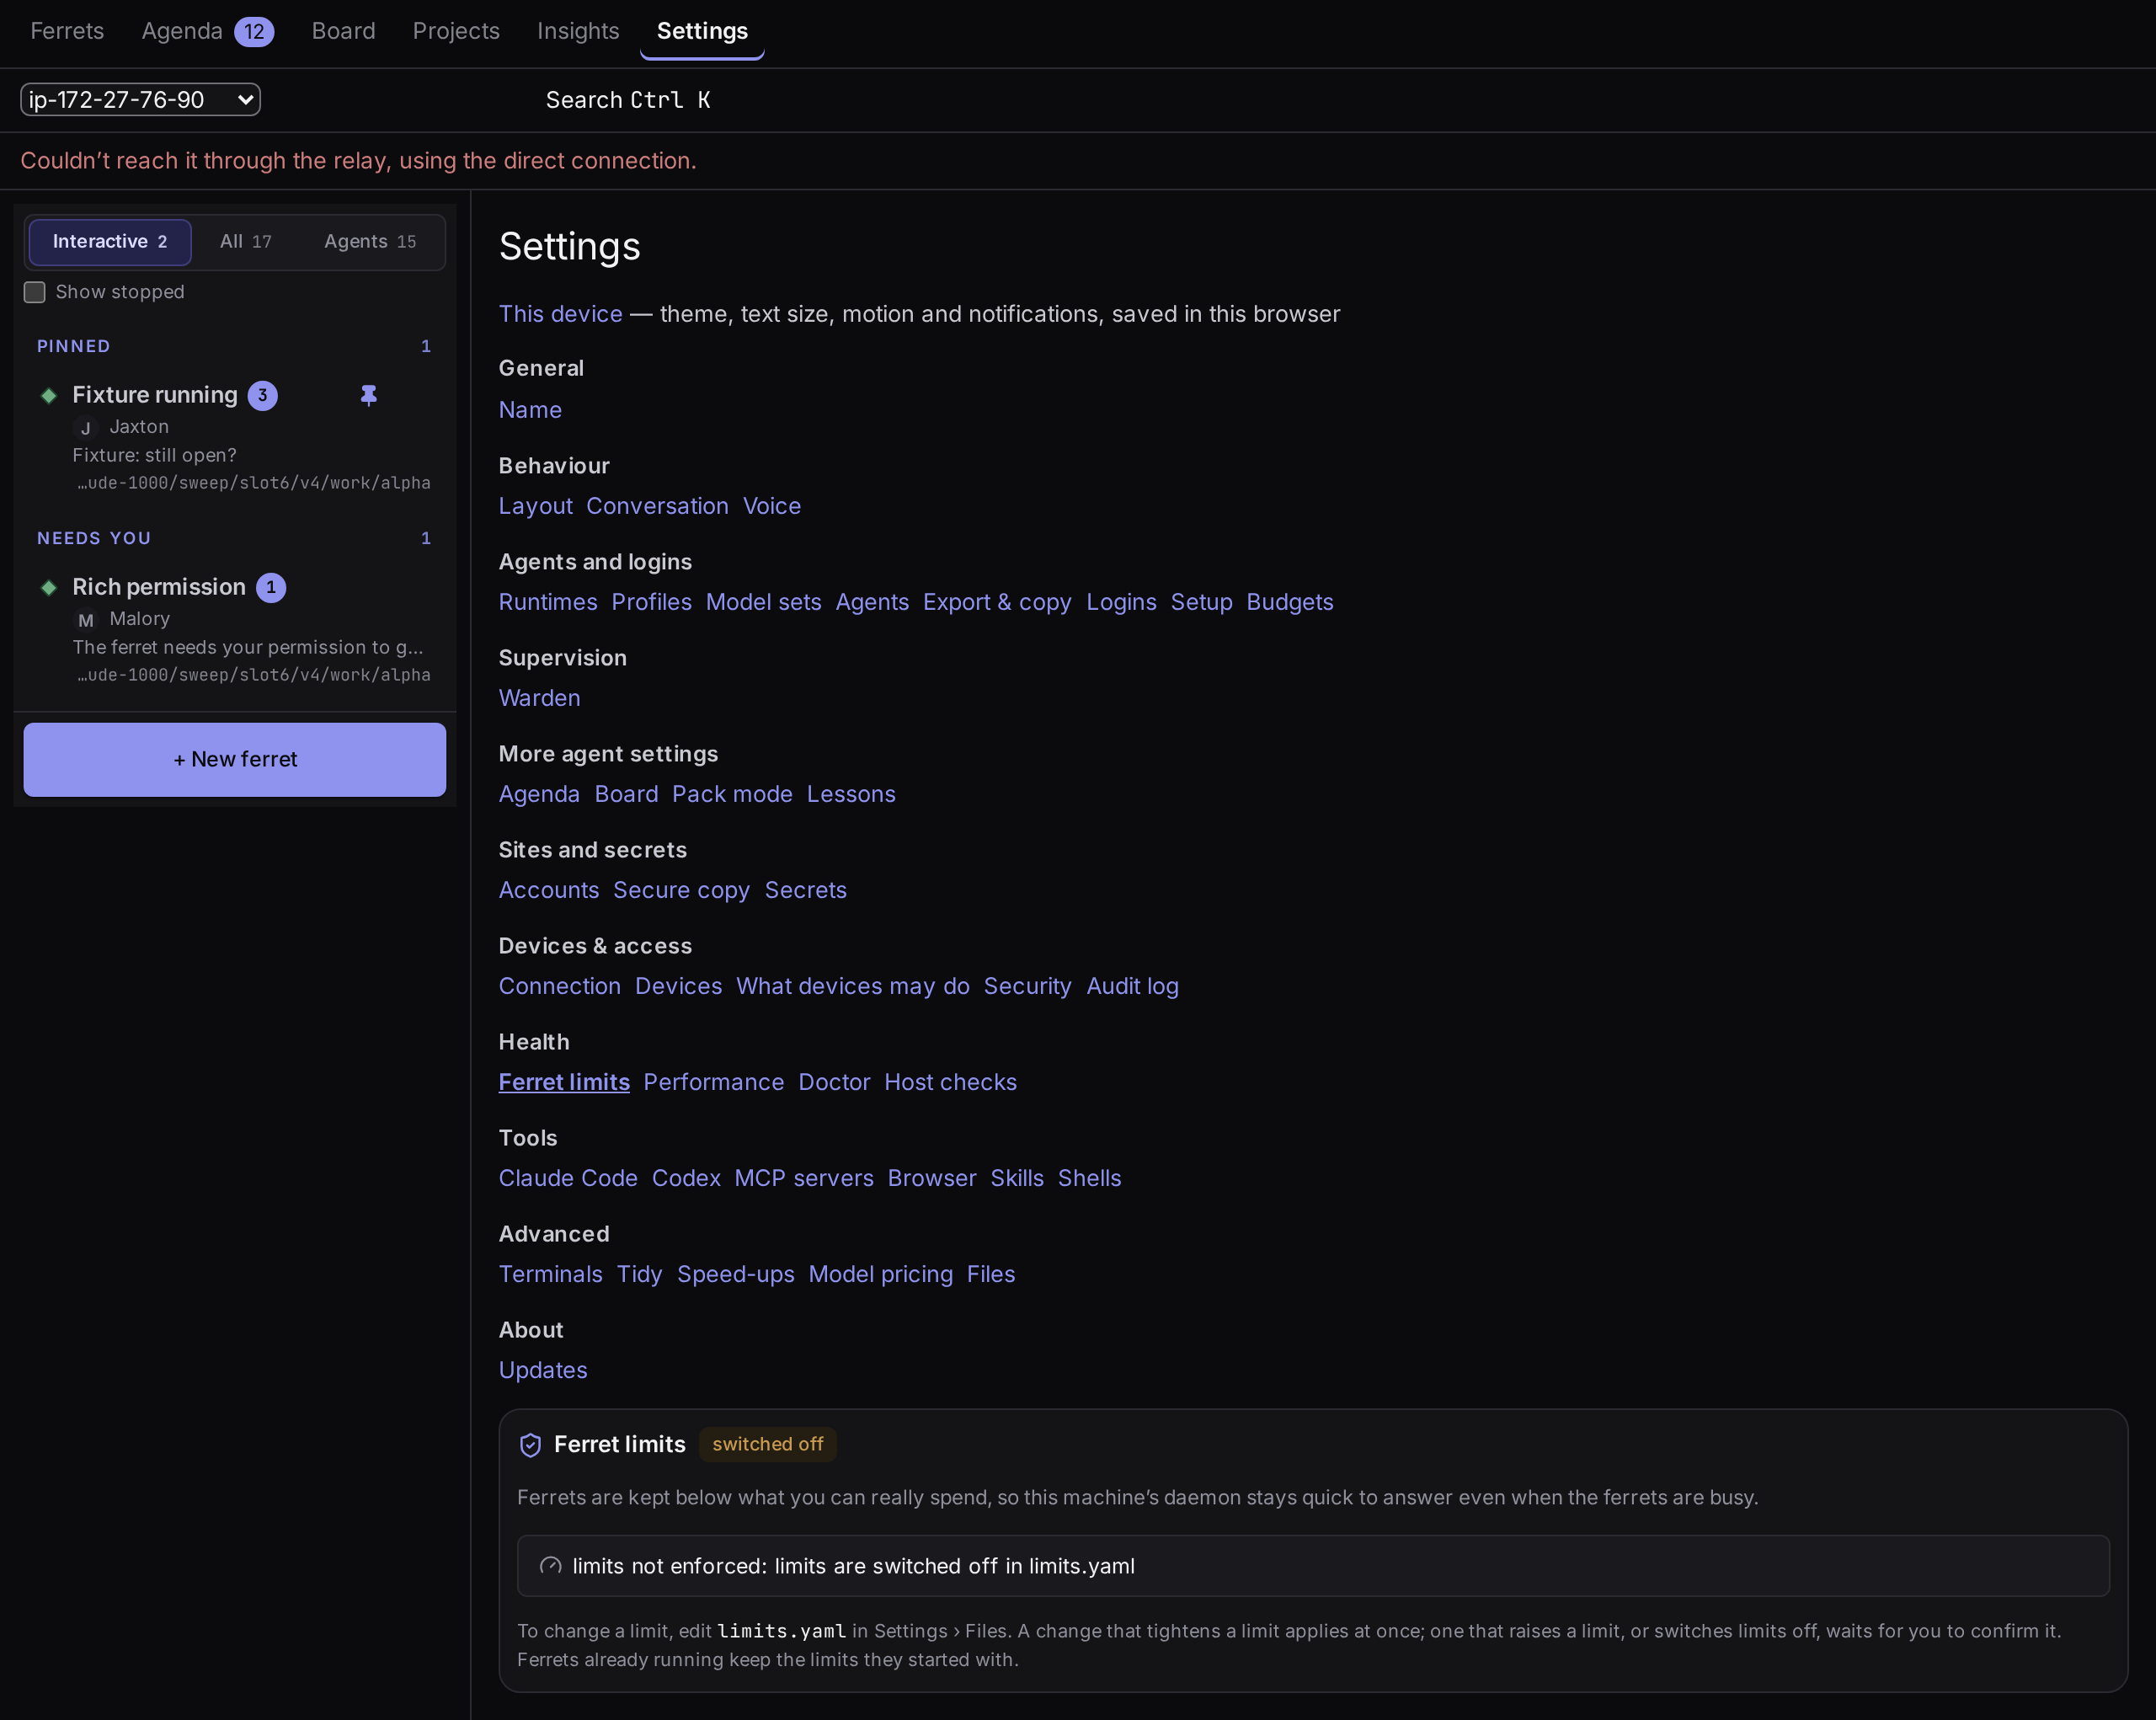 Ferrets Agenda 12 Board Projects Insights Settings
ip-172-27-76-90 Search Ctrl K
Couldn’t reach it through the relay, using the direct connection.
Interactive 2 All 17 Agents 15
Show stopped
PINNED 1
Fixture running 3
J Jaxton
Fixture: still open?
…ude-1000/sweep/slot6/v4/work/alpha
NEEDS YOU 1
Rich permission 1
M Malory
The ferret needs your permission to g…
…ude-1000/sweep/slot6/v4/work/alpha
+ New ferret
Settings
This device — theme, text size, motion and notifications, saved in this browser
General
Name
Behaviour
Layout Conversation Voice
Agents and logins
Runtimes Profiles Model sets Agents Export & copy Logins Setup Budgets
Supervision
Warden
More agent settings
Agenda Board Pack mode Lessons
Sites and secrets
Accounts Secure copy Secrets
Devices & access
Connection Devices What devices may do Security Audit log
Health
Ferret limits Performance Doctor Host checks
Tools
Claude Code Codex MCP servers Browser Skills Shells
Advanced
Terminals Tidy Speed-ups Model pricing Files
About
Updates
Ferret limits switched off
Ferrets are kept below what you can really spend, so this machine’s daemon stays quick to answer even when the ferrets are busy.
limits not enforced: limits are switched off in limits.yaml
To change a limit, edit limits.yaml in Settings › Files. A change that tightens a limit applies at once; one that raises a limit, or switches limits off, waits for you to confirm it.
Ferrets already running keep the limits they started with.